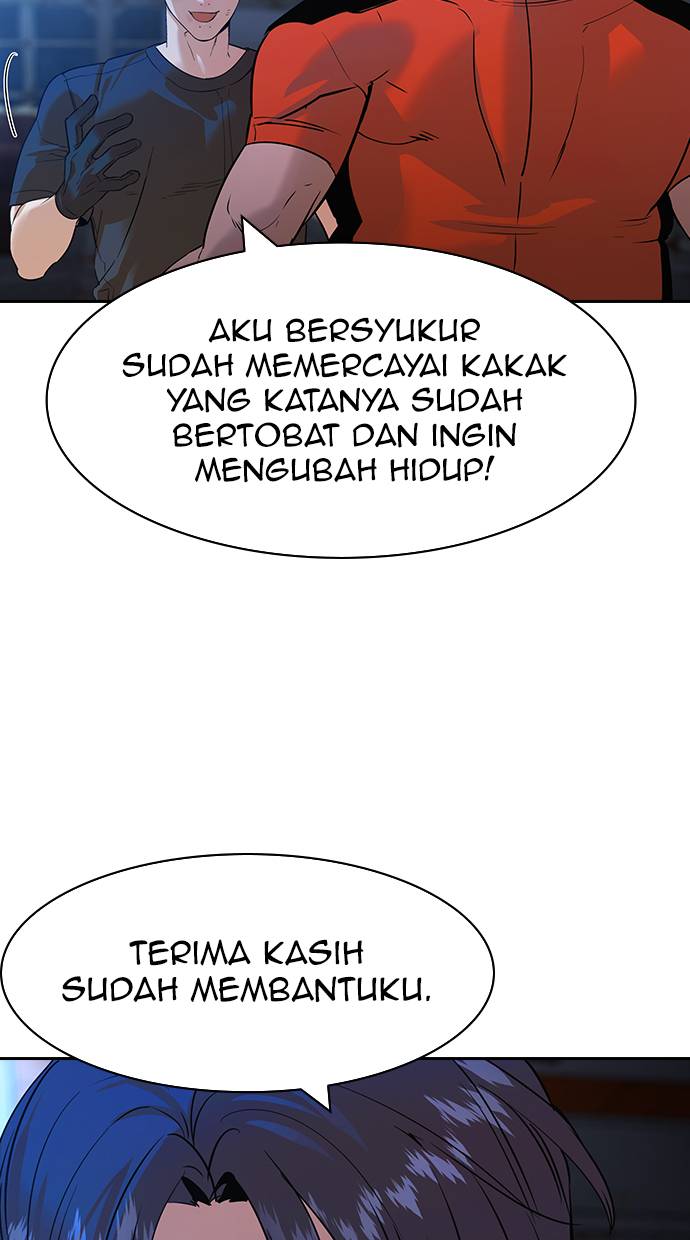 AKU BERSYUKUR
SUDAH MEMERCAYAI KAKAK
YANG KATANYA SUDAH
BERTOBAT DAN INGIN
MENGUBAH HIDUP!
TERIMA KASIH
SUDAH MEMBANTUKU.